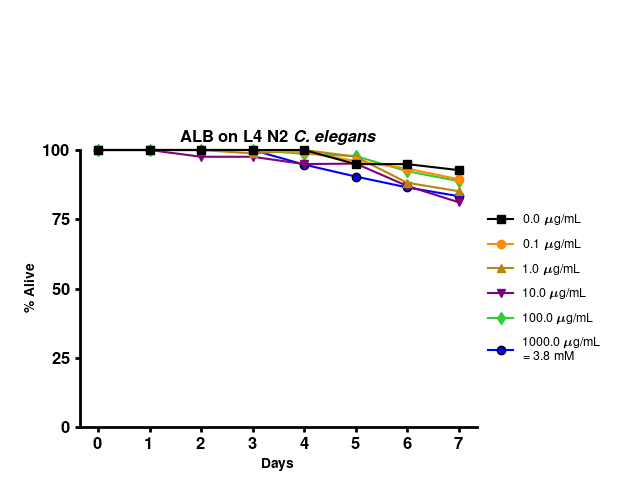 ALB on L4 N2 C. elegans
100
75
50
25
0
% Alive
0 1 2 3 4 5 6 7
Days
0.0 μg/mL
0.1 μg/mL
1.0 μg/mL
10.0 μg/mL
100.0 μg/mL
1000.0 μg/mL
= 3.8 mM